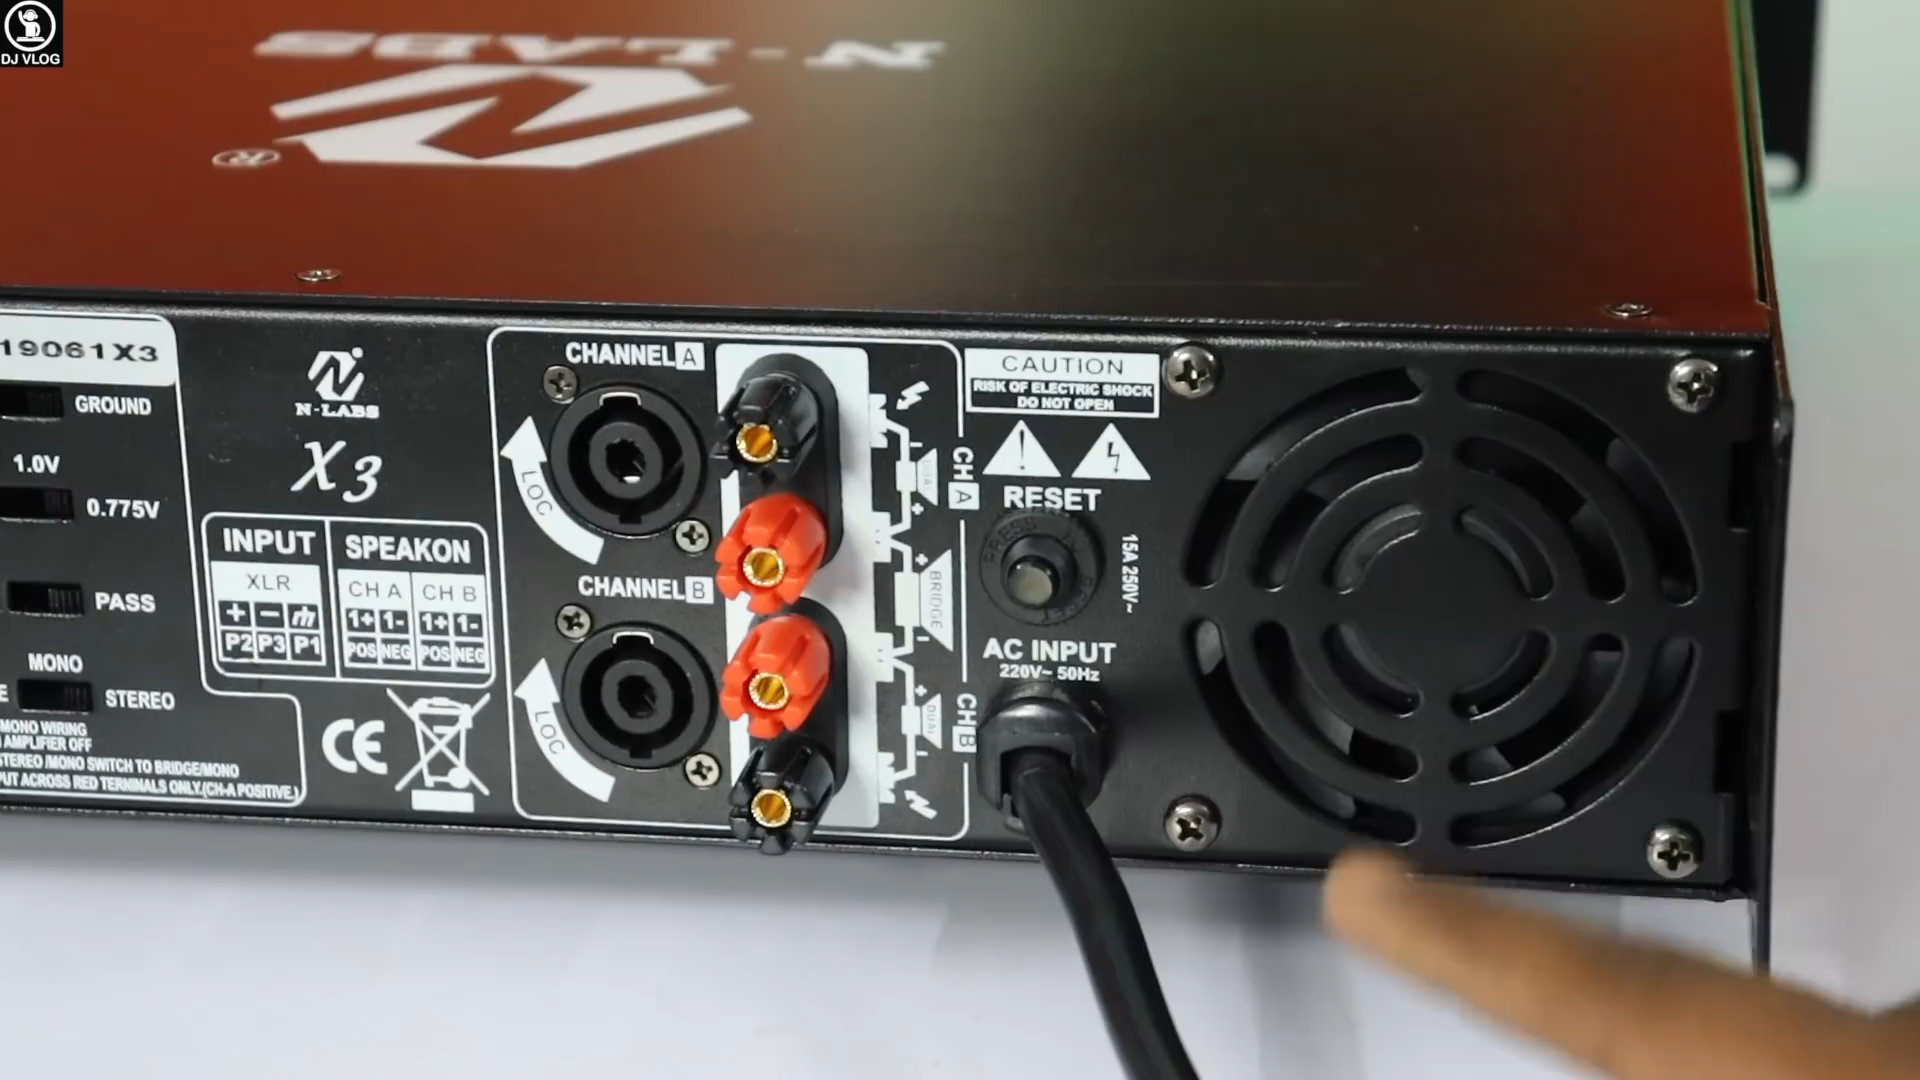 DJ VLOG
N-LABS
®
19061X3
GROUND
1.0V
0.775V
PASS
MONO
STEREO
MONO WIRING
AMPLIFIER OFF
STEREO /MONO SWITCH TO BRIDGE/MONO
PUT ACROSS RED TERMINALS ONLY.(CH-A POSITIVE.)
N-LABS
X3
INPUT
XLR
+ −
P2 P3 P1
SPEAKON
CH A CH B
1+ 1- 1+ 1-
POS NEG POS NEG
CE
CHANNEL A
LOC
CHANNEL B
LOC
CH A
+
+
BRIDGE
-
+
DUAL
CH B
CAUTION
RISK OF ELECTRIC SHOCK
DO NOT OPEN
RESET
PRESS
15A 250V~
AC INPUT
220V~ 50Hz